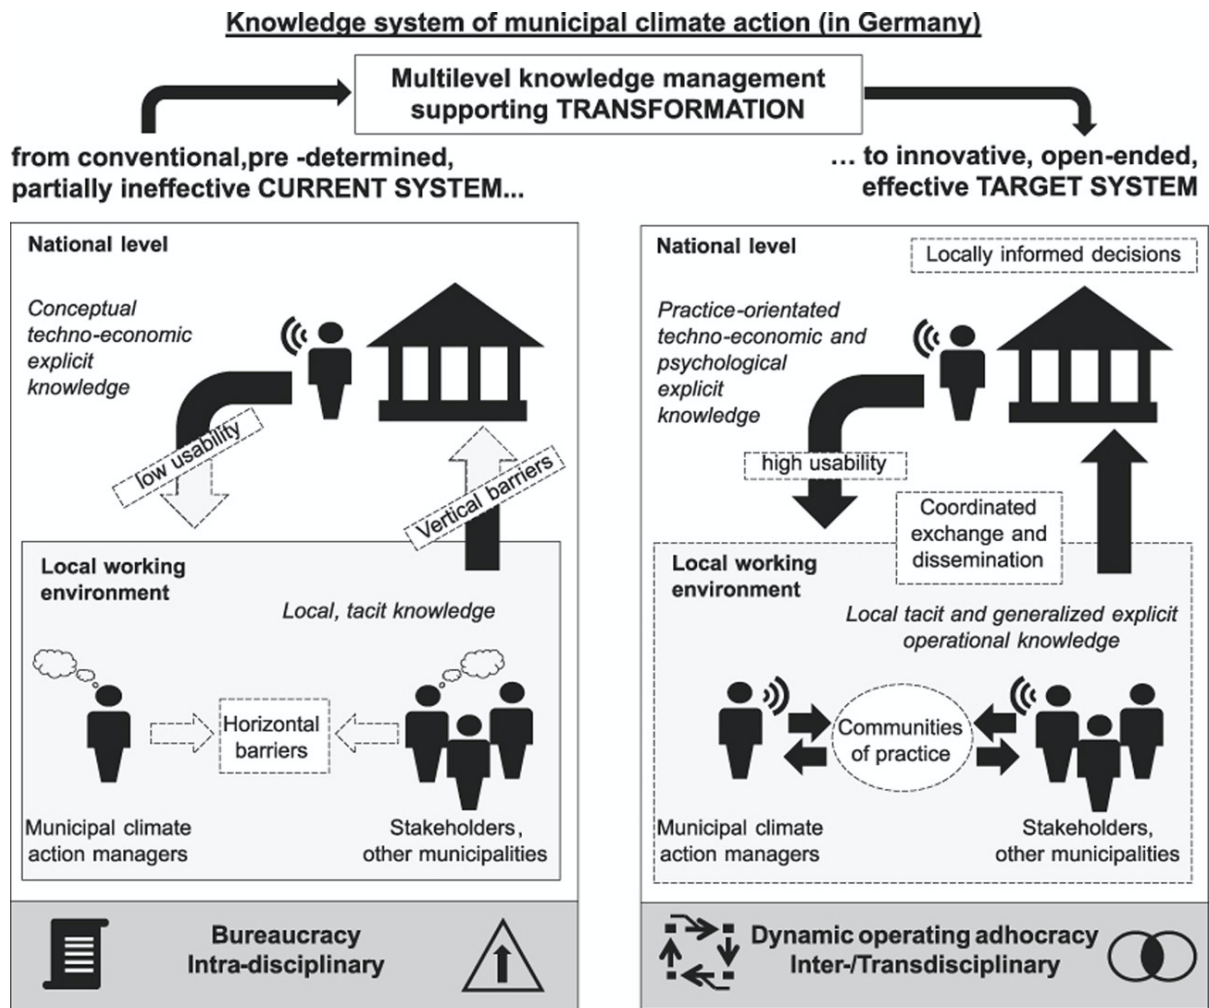 Knowledge system of municipal climate action (in Germany)
Multilevel knowledge management
supporting TRANSFORMATION
from conventional,pre -determined,
partially ineffective CURRENT SYSTEM...
... to innovative, open-ended,
effective TARGET SYSTEM
National level
Conceptual
techno-economic
explicit
knowledge
low usability
Vertical barriers
Local working
environment
Local, tacit knowledge
Horizontal
barriers
Municipal climate
action managers
Stakeholders,
other municipalities
Bureaucracy
Intra-disciplinary
National level
Locally informed decisions
Practice-orientated
techno-economic and
psychological
explicit
knowledge
high usability
Coordinated
exchange and
dissemination
Local working
environment
Local tacit and generalized explicit
operational knowledge
Communities
of practice
Municipal climate
action managers
Stakeholders,
other municipalities
Dynamic operating adhocracy
Inter-/Transdisciplinary